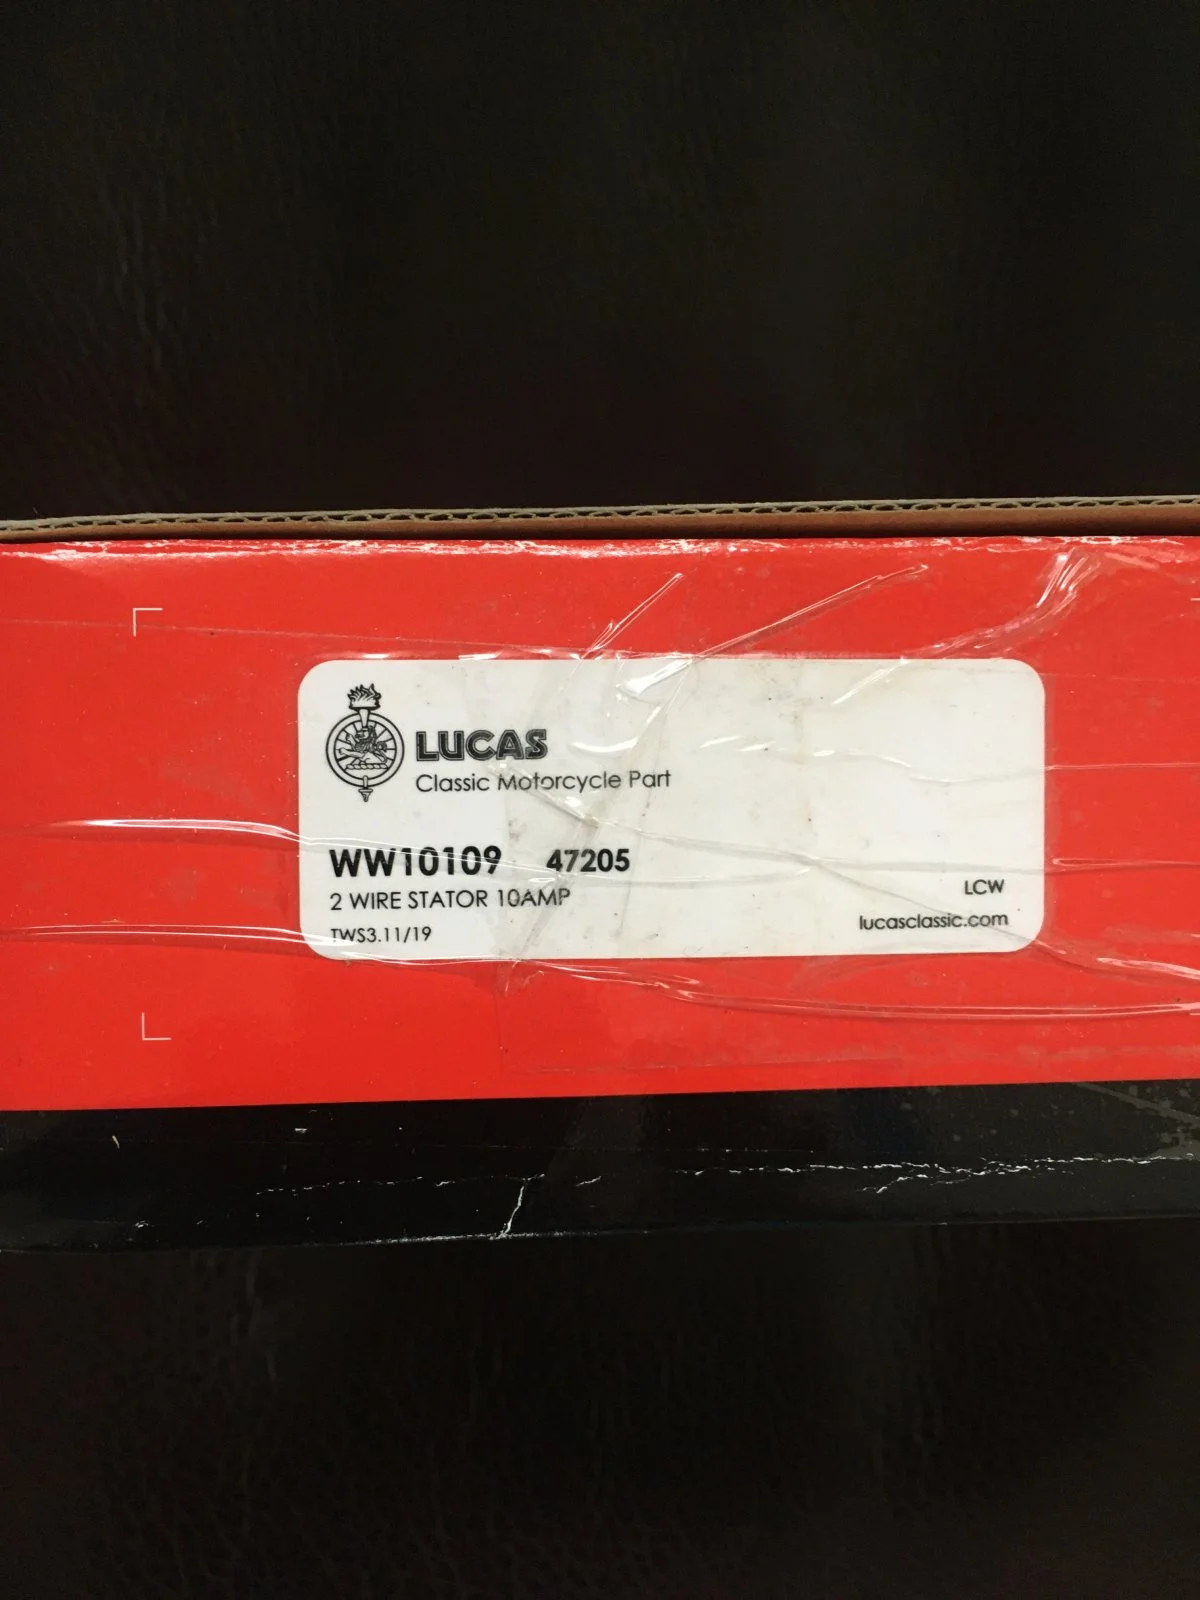 LUCAS
Classic Motorcycle Part
WW10109 47205
2 WIRE STATOR 10AMP
TWS3.11/19
LCW
lucasclassic.com